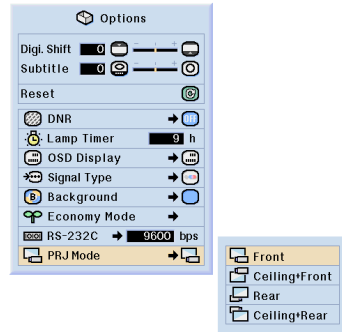 Options
Digi. Shift 0 - +
Subtitle 0 - +
Reset
DNR OFF
Lamp Timer 9 h
OSD Display
Signal Type
B Background
Economy Mode
RS-232C 9600 bps
PRJ Mode
Front
Ceiling+Front
Rear
Ceiling+Rear